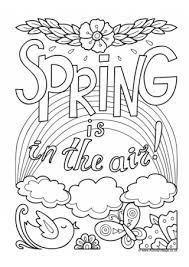 SPRING
is
in the air!